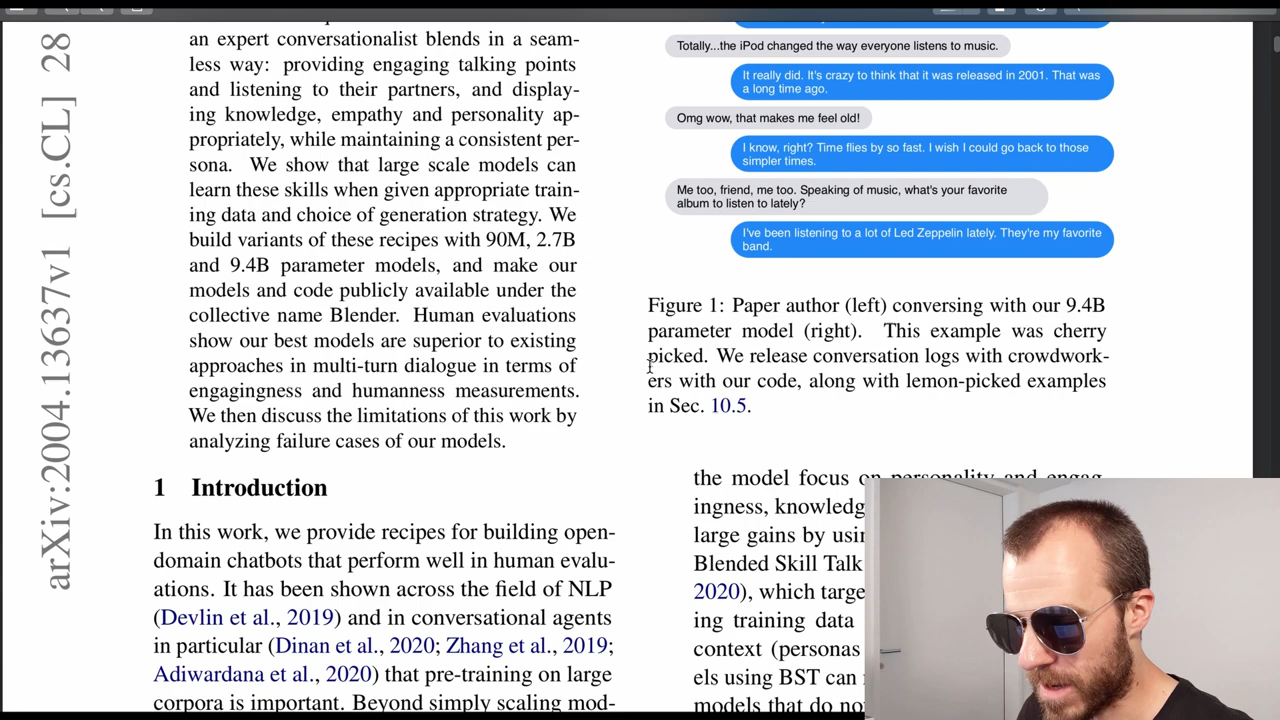 arXiv:2004.13637v1 [cs.CL] 28
an expert conversationalist blends in a seam-
less way: providing engaging talking points
and listening to their partners, and display-
ing knowledge, empathy and personality ap-
propriately, while maintaining a consistent per-
sona. We show that large scale models can
learn these skills when given appropriate train-
ing data and choice of generation strategy. We
build variants of these recipes with 90M, 2.7B
and 9.4B parameter models, and make our
models and code publicly available under the
collective name Blender. Human evaluations
show our best models are superior to existing
approaches in multi-turn dialogue in terms of
engagingness and humanness measurements.
We then discuss the limitations of this work by
analyzing failure cases of our models.
1 Introduction
In this work, we provide recipes for building open-
domain chatbots that perform well in human evalu-
ations. It has been shown across the field of NLP
(Devlin et al., 2019) and in conversational agents
in particular (Dinan et al., 2020; Zhang et al., 2019;
Adiwardana et al., 2020) that pre-training on large
corpora is important. Beyond simply scaling mod-
Totally...the iPod changed the way everyone listens to music.
It really did. It's crazy to think that it was released in 2001. That was
a long time ago.
Omg wow, that makes me feel old!
I know, right? Time flies by so fast. I wish I could go back to those
simpler times.
Me too, friend, me too. Speaking of music, what's your favorite
album to listen to lately?
I've been listening to a lot of Led Zeppelin lately. They're my favorite
band.
Figure 1: Paper author (left) conversing with our 9.4B
parameter model (right). This example was cherry
picked. We release conversation logs with crowdwork-
ers with our code, along with lemon-picked examples
in Sec. 10.5.
the model focus on personality and engag-
ingness, knowledg
large gains by usin
Blended Skill Talk
2020), which targe
ing training data
context (personas
els using BST can
models that do no